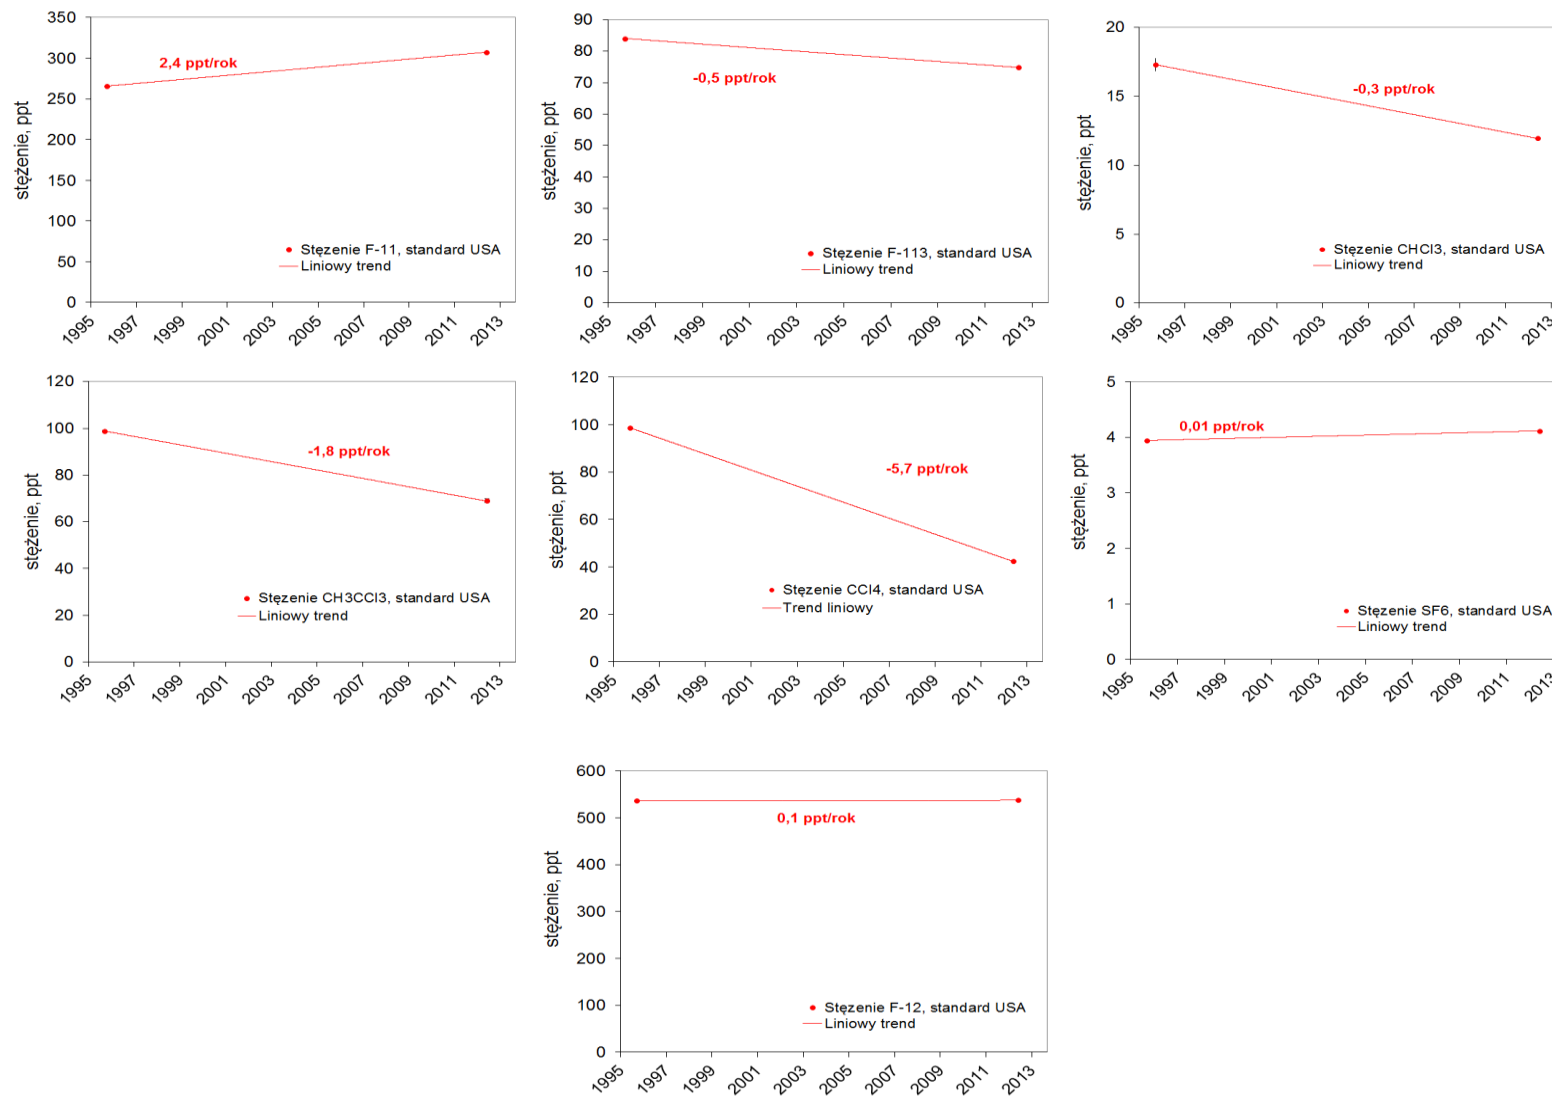 350
300
250
200
150
100
50
0
stężenie, ppt
2,4 ppt/rok
Stęzenie F-11, standard USA
Liniowy trend
1995 1997 1999 2001 2003 2005 2007 2009 2011 2013
90
80
70
60
50
40
30
20
10
0
stężenie, ppt
-0,5 ppt/rok
Stęzenie F-113, standard USA
Liniowy trend
1995 1997 1999 2001 2003 2005 2007 2009 2011 2013
20
15
10
5
0
stężenie, ppt
-0,3 ppt/rok
Stęzenie CHCl3, standard USA
Liniowy trend
1995 1997 1999 2001 2003 2005 2007 2009 2011 2013
120
100
80
60
40
20
0
stężenie, ppt
-1,8 ppt/rok
Stęzenie CH3CCl3, standard USA
Liniowy trend
1995 1997 1999 2001 2003 2005 2007 2009 2011 2013
120
100
80
60
40
20
0
stężenie, ppt
-5,7 ppt/rok
Stęzenie CCl4, standard USA
Trend liniowy
1995 1997 1999 2001 2003 2005 2007 2009 2011 2013
5
4
3
2
1
0
stężenie, ppt
0,01 ppt/rok
Stęzenie SF6, standard USA
Liniowy trend
1995 1997 1999 2001 2003 2005 2007 2009 2011 2013
600
500
400
300
200
100
0
stężenie, ppt
0,1 ppt/rok
Stęzenie F-12, standard USA
Liniowy trend
1995 1997 1999 2001 2003 2005 2007 2009 2011 2013